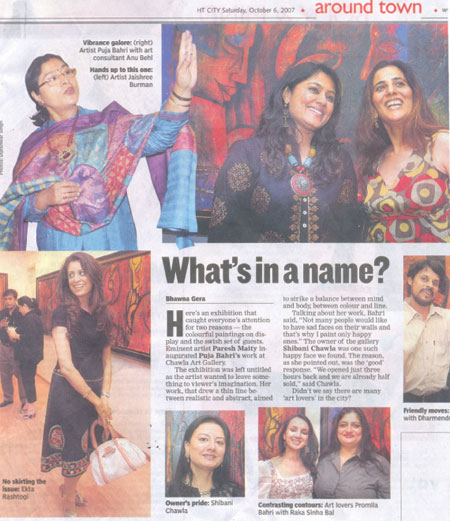 HT CITY Saturday, October 6, 2007 • around town •
Vibrance galore: (right)
Artist Puja Bahri with art
consultant Anu Behl
Hands up to this one:
(left) Artist Jaishree
Burman
What's in a name?
Bhawna Gera
Here's an exhibition that
caught everyone's attention
for two reasons — the
colourful paintings on dis-
play and the swish set of guests.
Eminent artist Paresh Maity in-
augurated Puja Bahri's work at
Chawla Art Gallery.
The exhibition was left untitled
as the artist wanted to leave some-
thing to viewer's imagination. Her
work, that drew a thin line be-
tween realistic and abstract, aimed
to strike a balance between mind
and body, between colour and line.
Talking about her work, Bahri
said, "Not many people would like
to have sad faces on their walls and
that's why I paint only happy
ones." The owner of the gallery
Shibani Chawla was one such
happy face we found. The reason,
as she pointed out, was the 'good'
response. "We opened just three
hours back and we are already half
sold," said Chawla.
Didn't we say there are many
'art lovers' in the city?
No skirting the
issue: Ekta
Rashtogi
Owner's pride: Shibani
Chawla
Contrasting contours: Art lovers Promila
Bahri with Raka Sinha Bal
Friendly moves:
with Dharmend